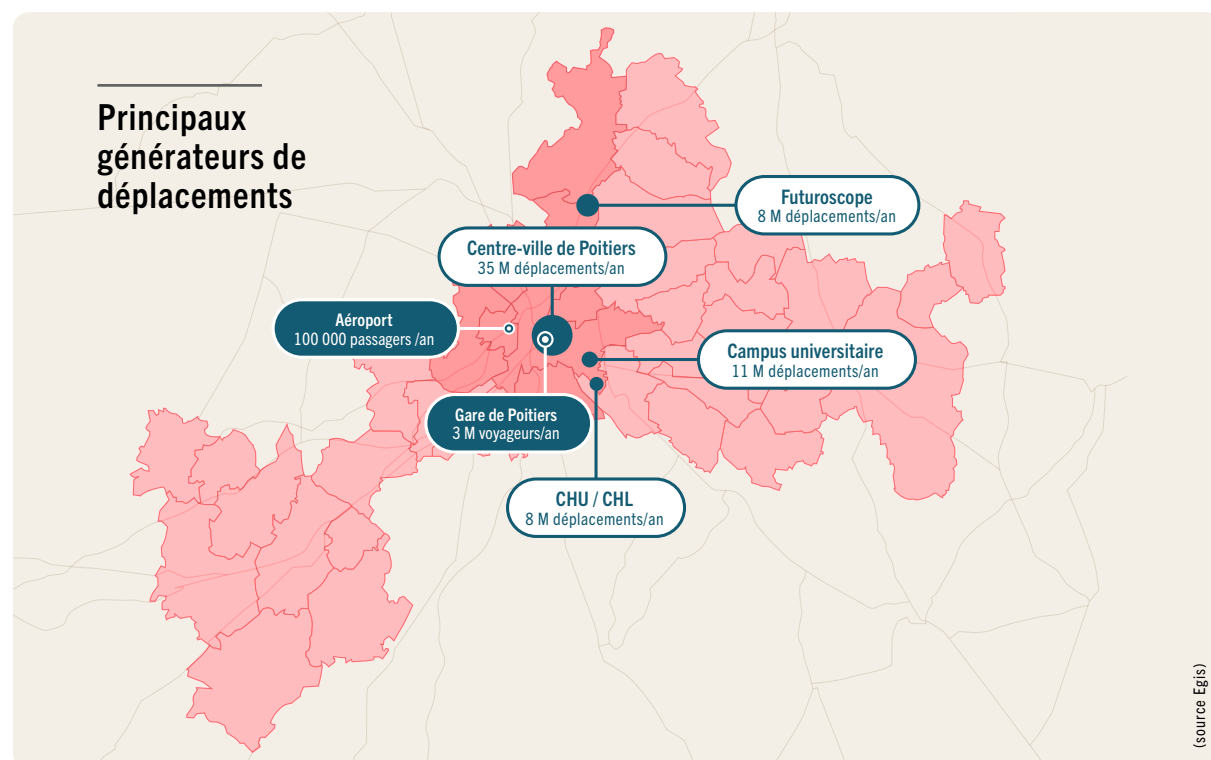 Principaux
générateurs de
déplacements
Futuroscope
8 M déplacements/an
Centre-ville de Poitiers
35 M déplacements/an
Aéroport
100 000 passagers /an
Campus universitaire
11 M déplacements/an
Gare de Poitiers
3 M voyageurs/an
CHU / CHL
8 M déplacements/an
(source Egis)